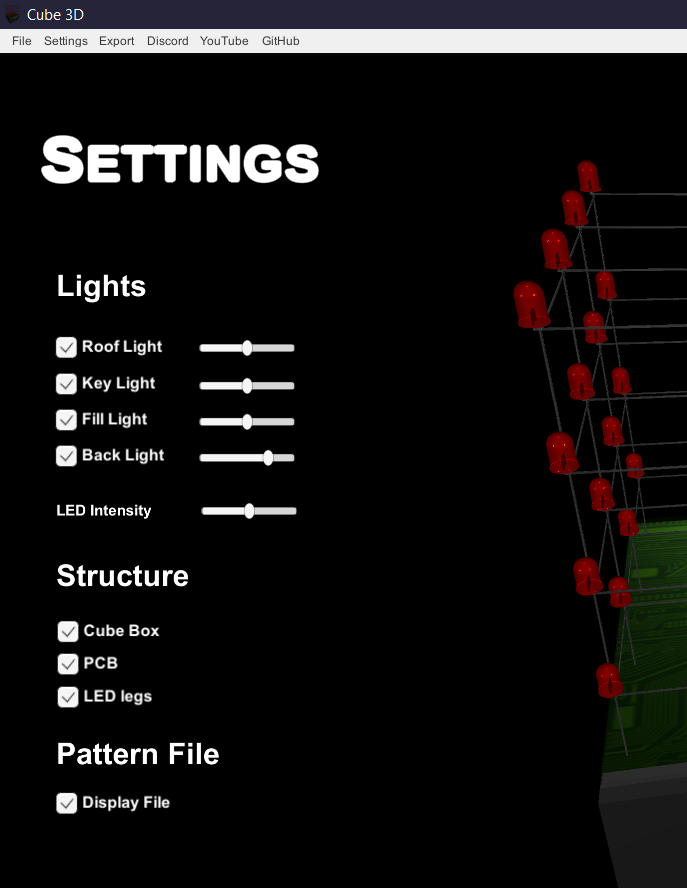 Cube 3D
File Settings Export Discord YouTube GitHub
SETTINGS
Lights
Roof Light
Key Light
Fill Light
Back Light
LED Intensity
Structure
Cube Box
PCB
LED legs
Pattern File
Display File